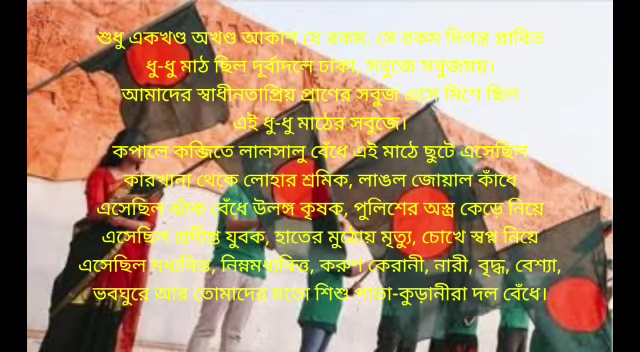 শুধু একখণ্ড অখণ্ড আকাশ যে রকম, সে রকম দিগন্ত প্লাবিত
ধু-ধু মাঠ ছিল দূর্বাদলে ঢাকা, সবুজে সবুজময়।
আমাদের স্বাধীনতাপ্রিয় প্রাণের সবুজ এসে মিশে ছিল
এই ধু-ধু মাঠের সবুজে।
কপালে কব্জিতে লালসালু বেঁধে এই মাঠে ছুটে এসেছিল
কারখানা থেকে লোহার শ্রমিক, লাঙল জোয়াল কাঁধে
এসেছিল ঝাঁক বেঁধে উলঙ্গ কৃষক, পুলিশের অস্ত্র কেড়ে নিয়ে
এসেছিল প্রদীপ্ত যুবক, হাতের মুঠোয় মৃত্যু, চোখে স্বপ্ন নিয়ে
এসেছিল মধ্যবিত্ত, নিম্নমধ্যবিত্ত, করুণ কেরানী, নারী, বৃদ্ধ, বেশ্যা,
ভবঘুরে আর তোমাদের মতো শিশু পাতা-কুড়ানীরা দল বেঁধে।